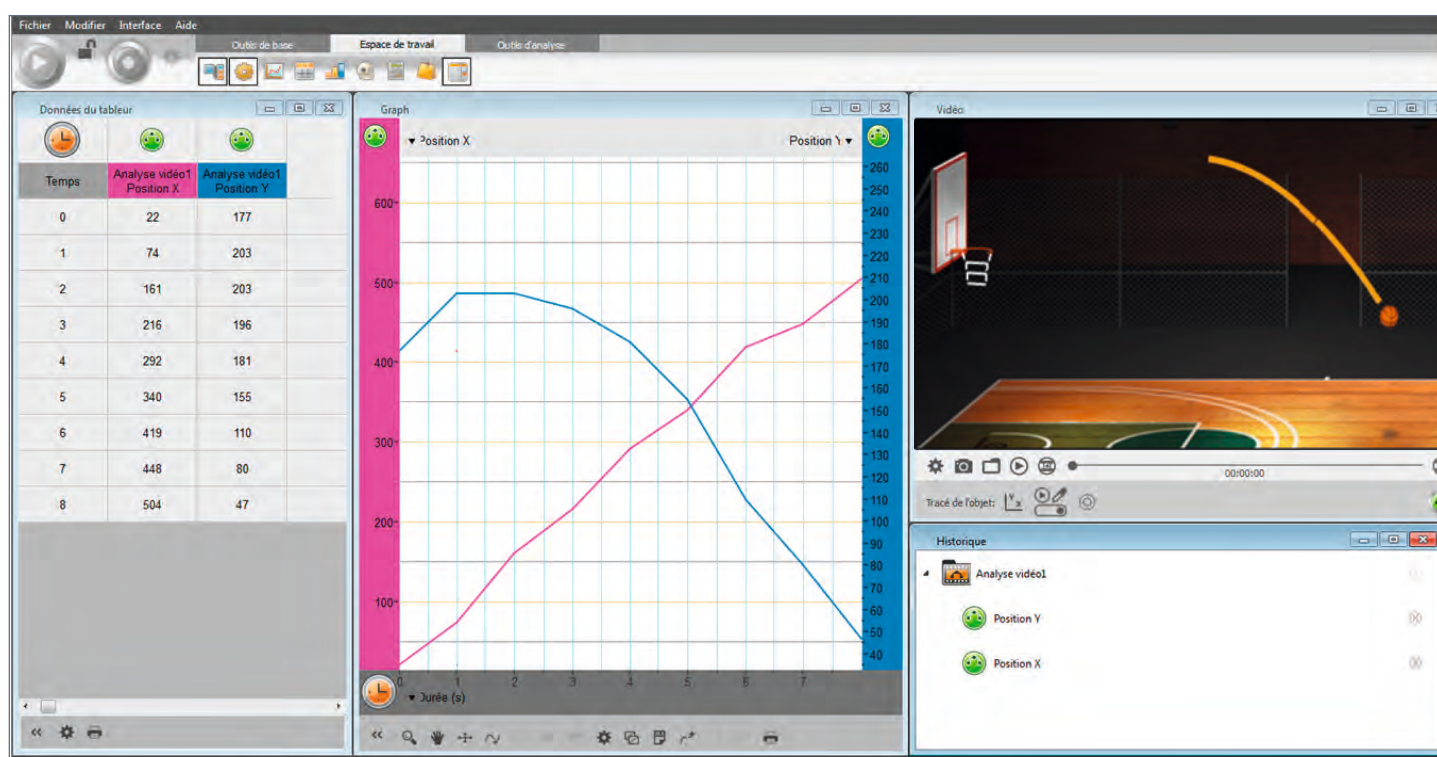 Fichier Modifier Interface Aide
Outils de base Espace de travail Outils d'analyse
Données du tableur
Temps Analyse vidéo1 Position X Analyse vidéo1 Position Y
0 22 177
1 74 203
2 161 203
3 216 196
4 292 181
5 340 155
6 419 110
7 448 80
8 504 47
Graph
Position X
Position Y
600
500
400
300
200
100
260
250
240
230
220
210
200
190
180
170
160
150
140
130
120
110
100
90
80
70
60
50
40
0 1 2 3 4 5 6 7
Durée (s)
Vidéo
00:00:00
Tracé de l'objet:
Historique
Analyse vidéo1
Position Y
Position X